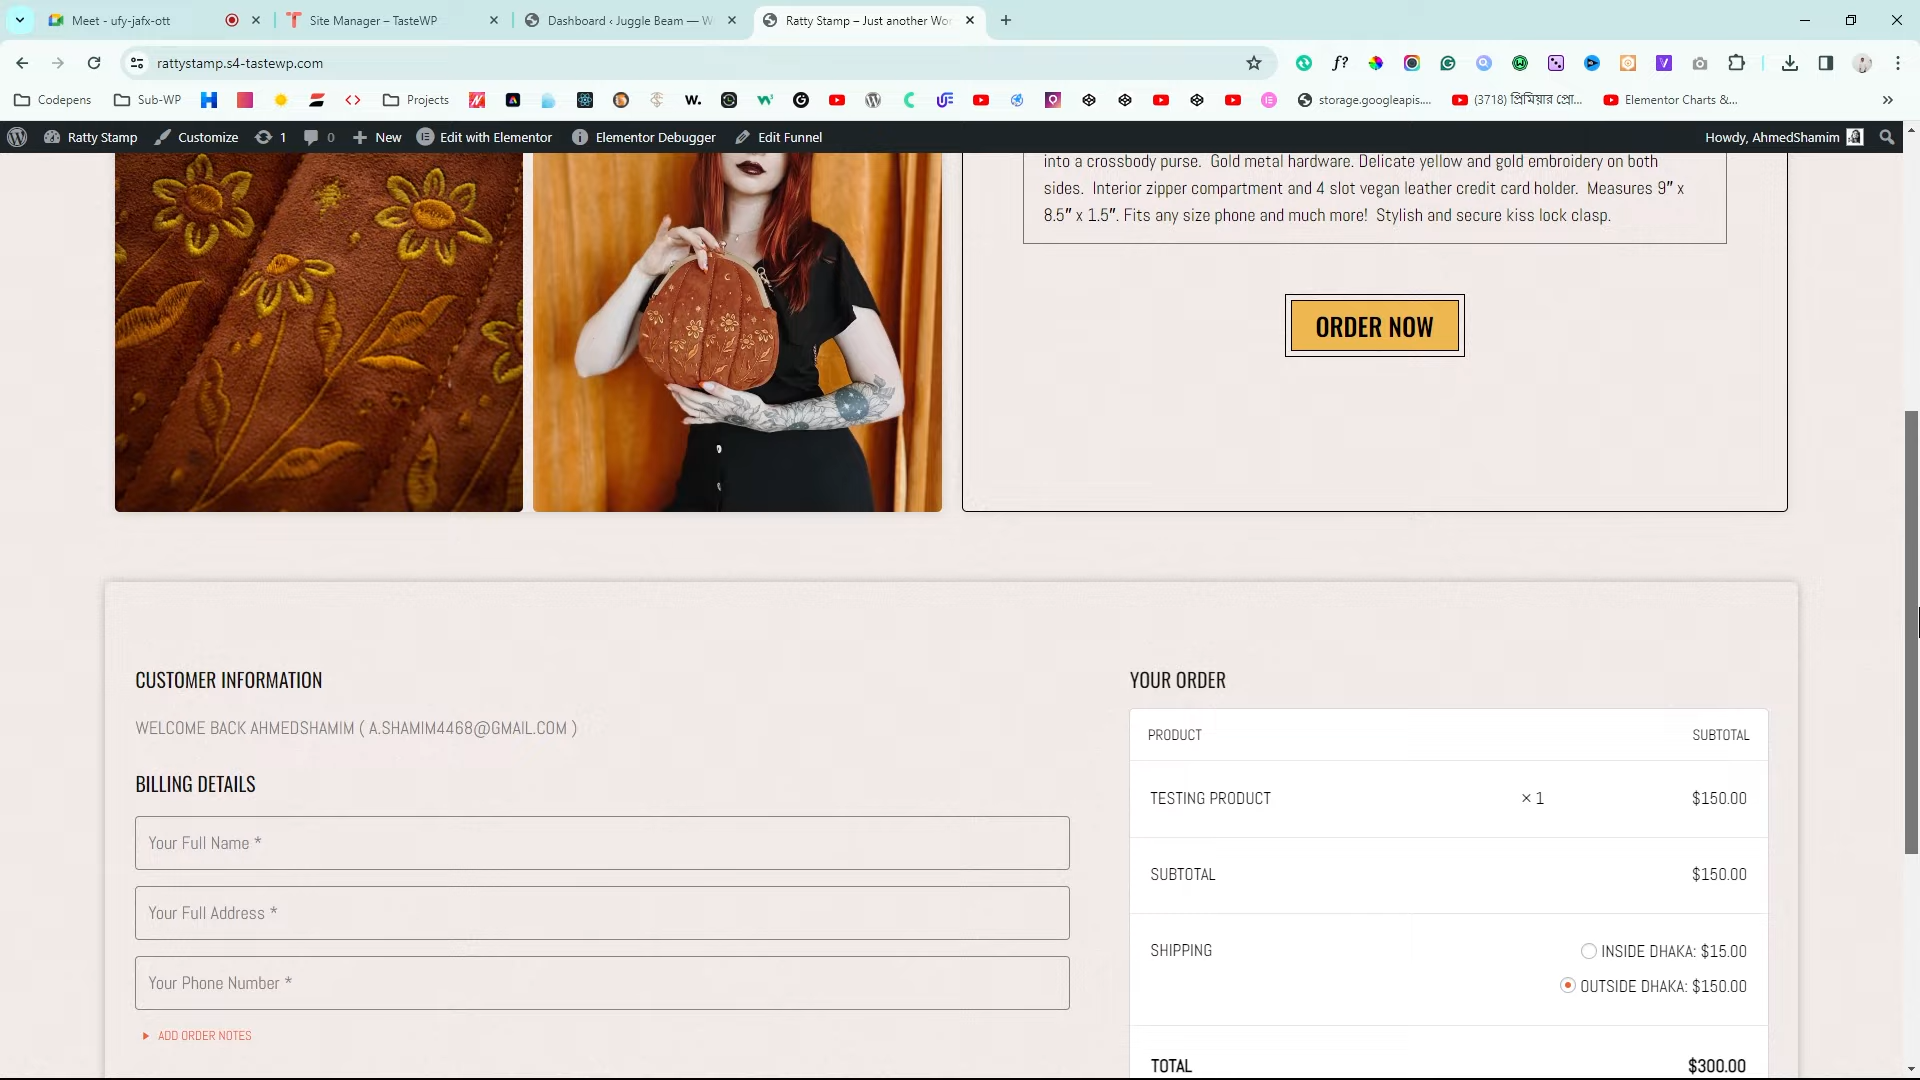 Meet - ufy-jafx-ott
Site Manager – TasteWP
Dashboard ‹ Juggle Beam — W
Ratty Stamp – Just another Wor
rattystamp.s4-tastewp.com
Codepens
Sub-WP
Projects
storage.googleapis....
(3718) প্রিমিয়ার প্রো...
Elementor Charts &...
Ratty Stamp
Customize
1
0
New
Edit with Elementor
Elementor Debugger
Edit Funnel
Howdy, AhmedShamim
into a crossbody purse.  Gold metal hardware. Delicate yellow and gold embroidery on both
sides.  Interior zipper compartment and 4 slot vegan leather credit card holder.  Measures 9″ x
8.5″ x 1.5″. Fits any size phone and much more!  Stylish and secure kiss lock clasp.
ORDER NOW
CUSTOMER INFORMATION
WELCOME BACK AHMEDSHAMIM ( A.SHAMIM4468@GMAIL.COM )
BILLING DETAILS
Your Full Name *
Your Full Address *
Your Phone Number *
ADD ORDER NOTES
YOUR ORDER
PRODUCT SUBTOTAL
TESTING PRODUCT × 1 $150.00
SUBTOTAL $150.00
SHIPPING INSIDE DHAKA: $15.00
OUTSIDE DHAKA: $150.00
TOTAL $300.00